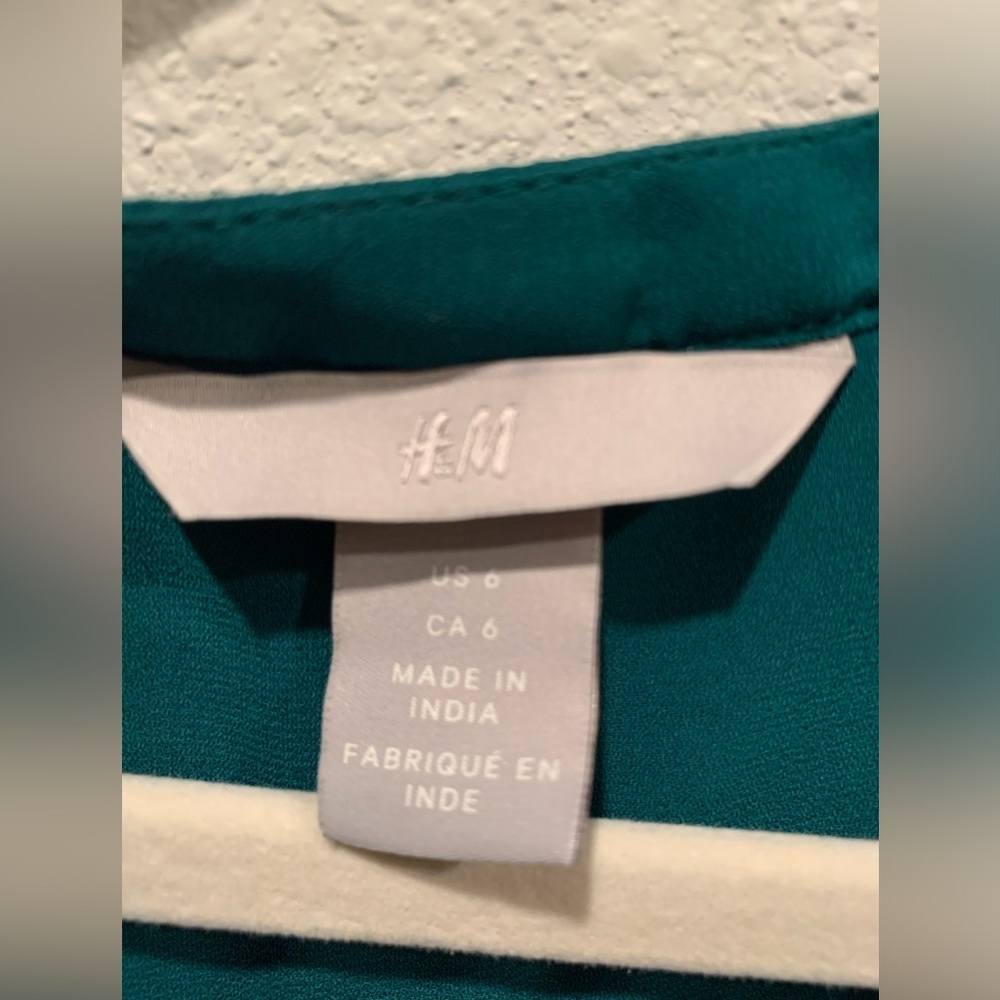 H&M
US 6
CA 6
MADE IN
INDIA
FABRIQUÉ EN
INDE